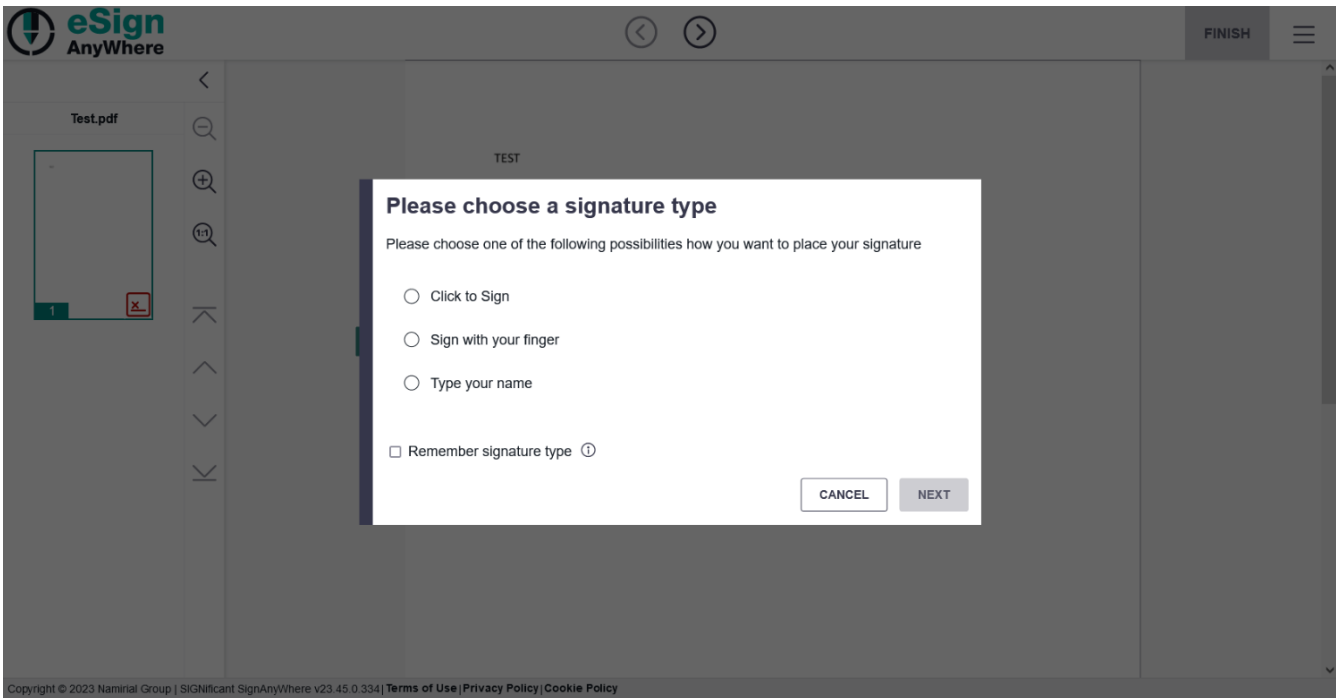 eSign
AnyWhere
FINISH
Test.pdf
1:1
TEST
1
x
Please choose a signature type
Please choose one of the following possibilities how you want to place your signature
Click to Sign
Sign with your finger
Type your name
Remember signature type
CANCEL
NEXT
Copyright © 2023 Namirial Group | SIGNificant SignAnyWhere v23.45.0.334| Terms of Use| Privacy Policy| Cookie Policy